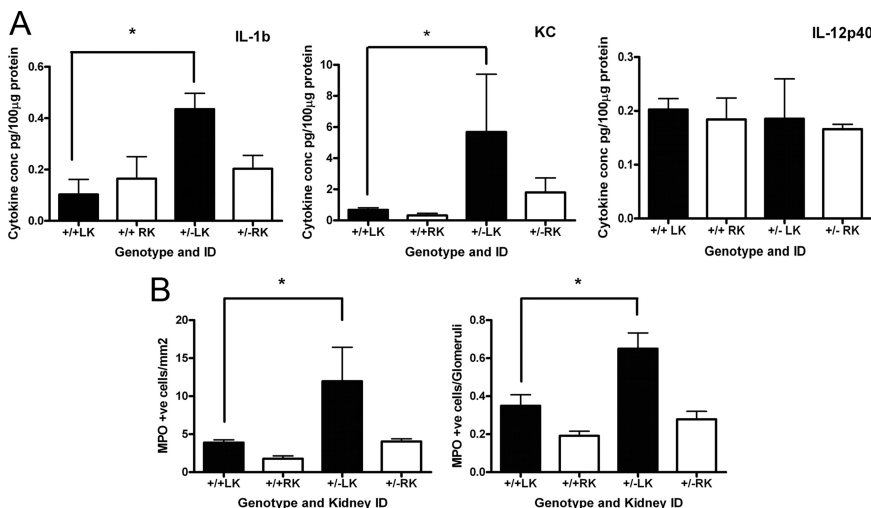 A
IL-1b
*
Cytokine conc pg/100μg protein
0.6
0.4
0.2
0.0
+/+LK
+/+ RK
+/-LK
+/-RK
Genotype and ID
KC
*
Cytokine conc pg/100μg protein
10
8
6
4
2
0
+/+LK
+/+RK
+/-LK
+/-RK
Genotype and ID
IL-12p40
Cytokine conc pg/100μg protein
0.3
0.2
0.1
0.0
+/+ LK
+/+ RK
+/- LK
+/- RK
Genotype and ID
B
*
MPO +ve cells/mm2
20
15
10
5
0
+/+LK
+/+RK
+/-LK
+/-RK
Genotype and Kidney ID
*
MPO +ve cells/Glomeruli
0.8
0.6
0.4
0.2
0.0
+/+LK
+/+RK
+/-LK
+/-RK
Genotype and Kidney ID